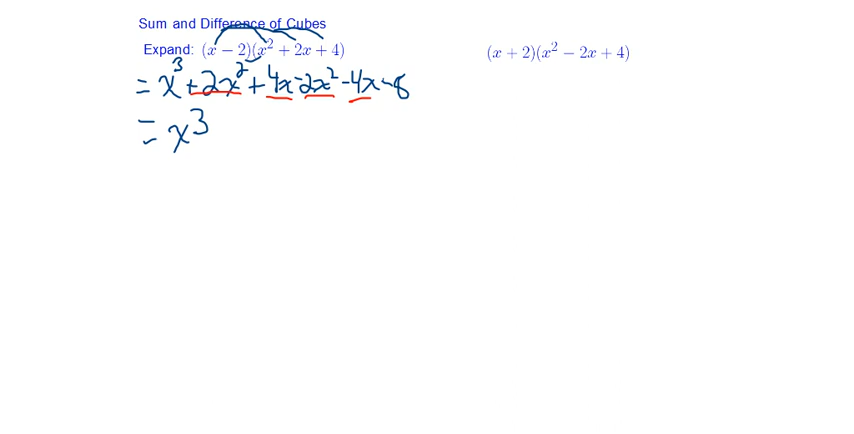 Sum and Difference of Cubes
Expand: (x − 2)(x² + 2x + 4)
(x + 2)(x² − 2x + 4)
= x³ + 2x² + 4x − 2x² − 4x − 8
= x³